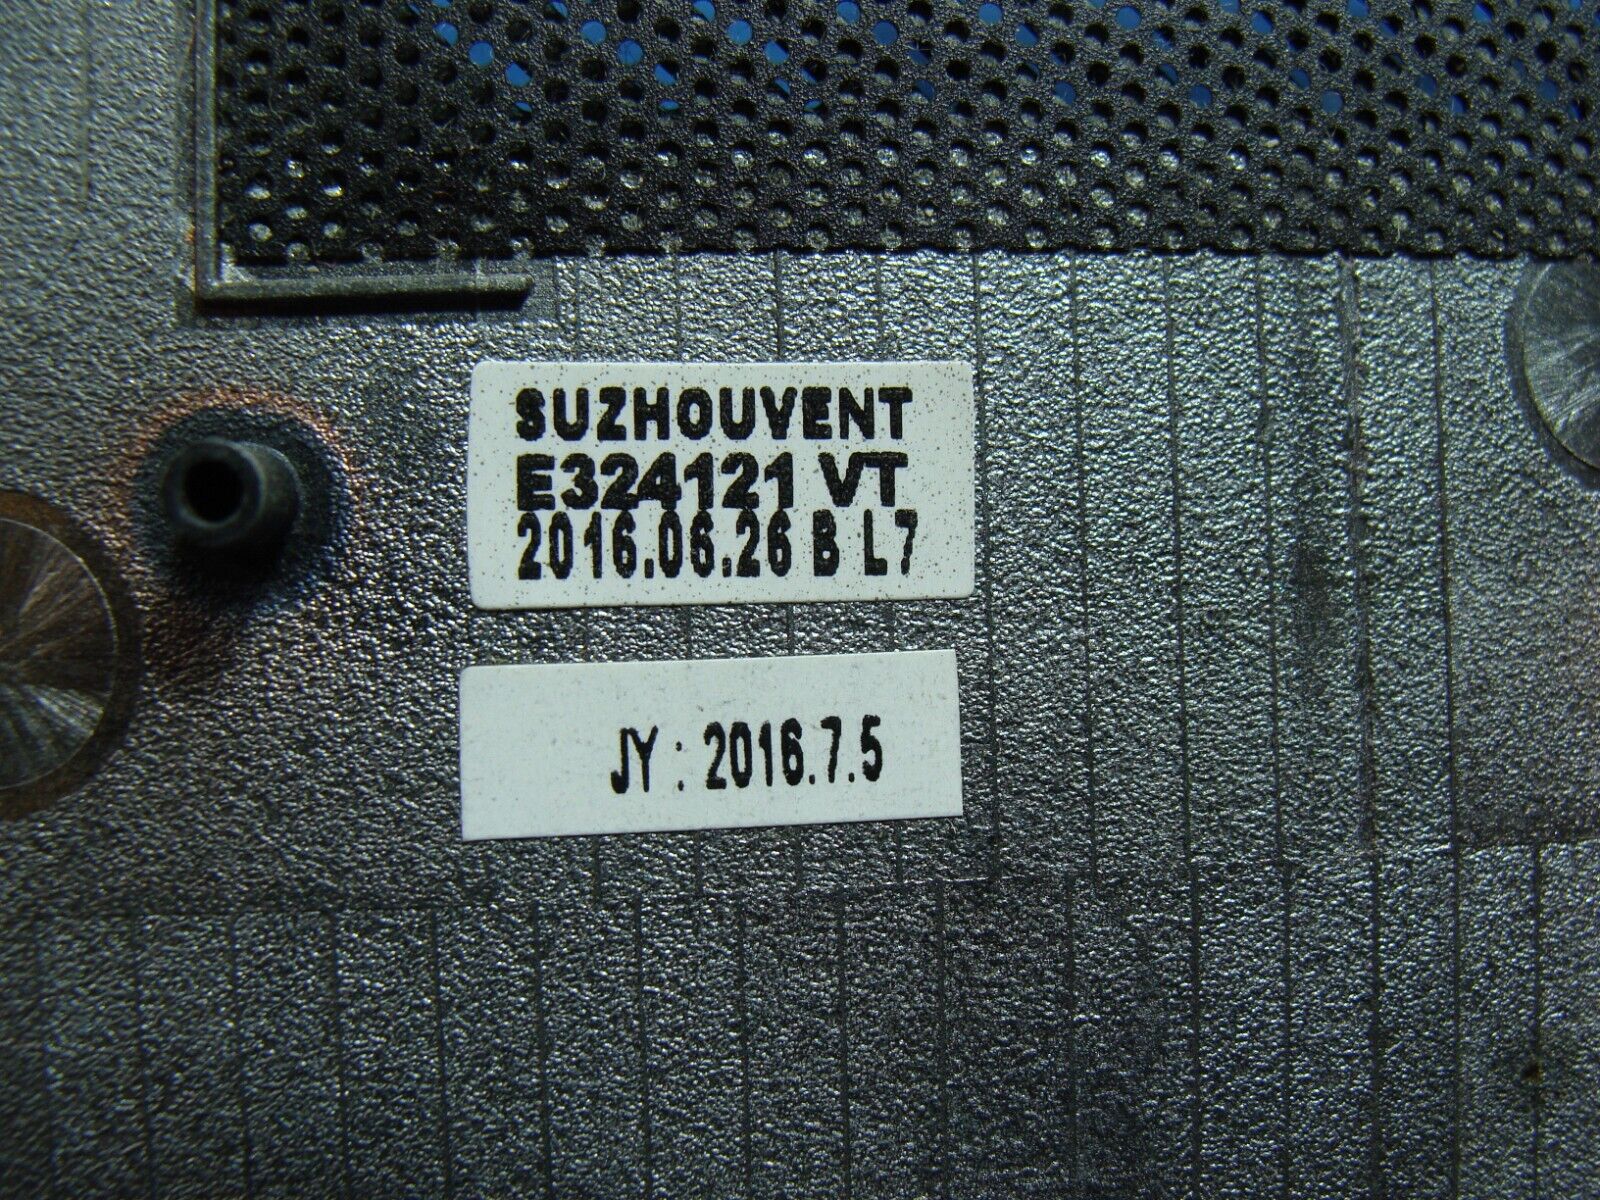 SUZHOUVENT
E324121 VT
2016.06.26 B L7
JY : 2016.7.5